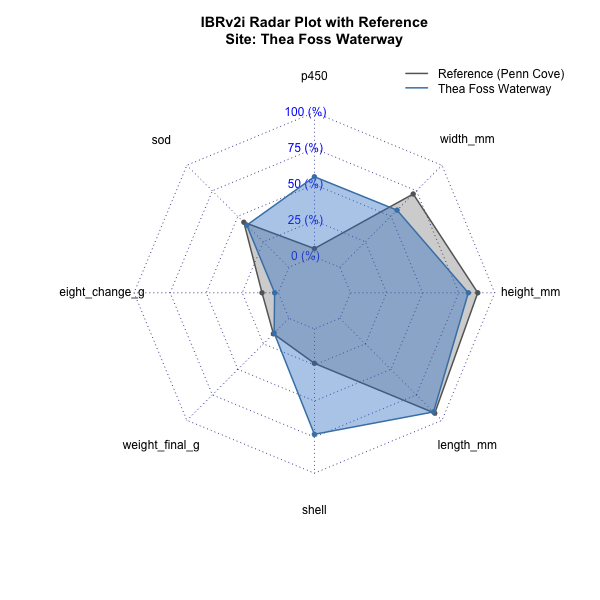 IBRv2i Radar Plot with Reference
Site: Thea Foss Waterway
p450
Reference (Penn Cove)
Thea Foss Waterway
100 (%)
sod
width_mm
75 (%)
50 (%)
25 (%)
0 (%)
eight_change_g
height_mm
weight_final_g
length_mm
shell